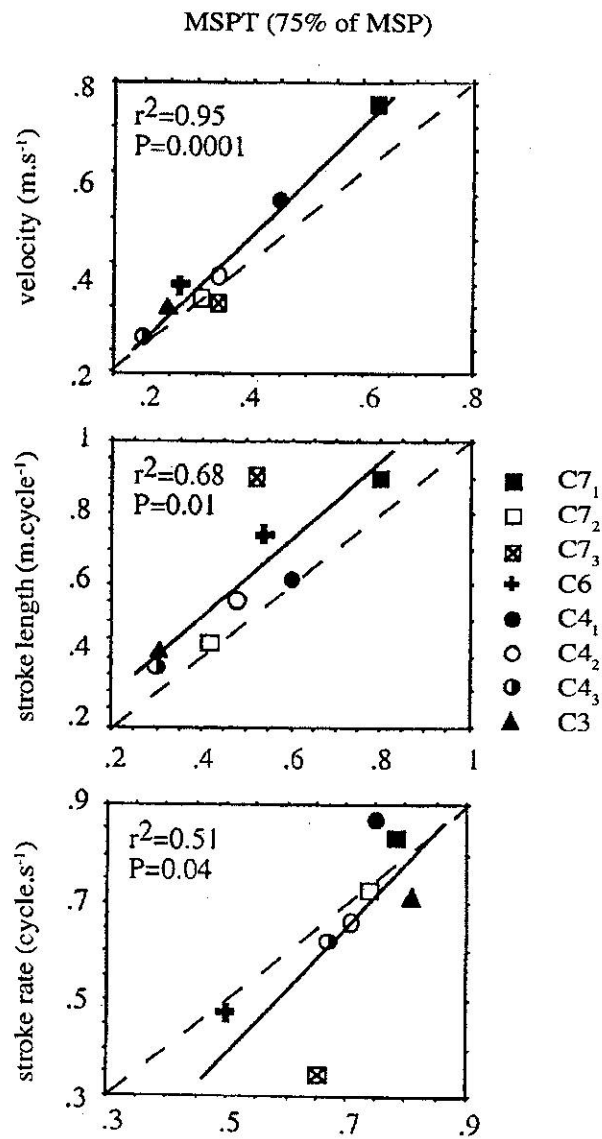 MSPT (75% of MSP)
velocity (m.s⁻¹)
.8
.6
.4
.2
r²=0.95
P=0.0001
.2 .4 .6 .8
stroke length (m.cycle⁻¹)
1
.8
.6
.4
.2
r²=0.68
P=0.01
.2 .4 .6 .8 1
C7₁
C7₂
C7₃
C6
C4₁
C4₂
C4₃
C3
stroke rate (cycle.s⁻¹)
.9
.7
.5
.3
r²=0.51
P=0.04
.3 .5 .7 .9